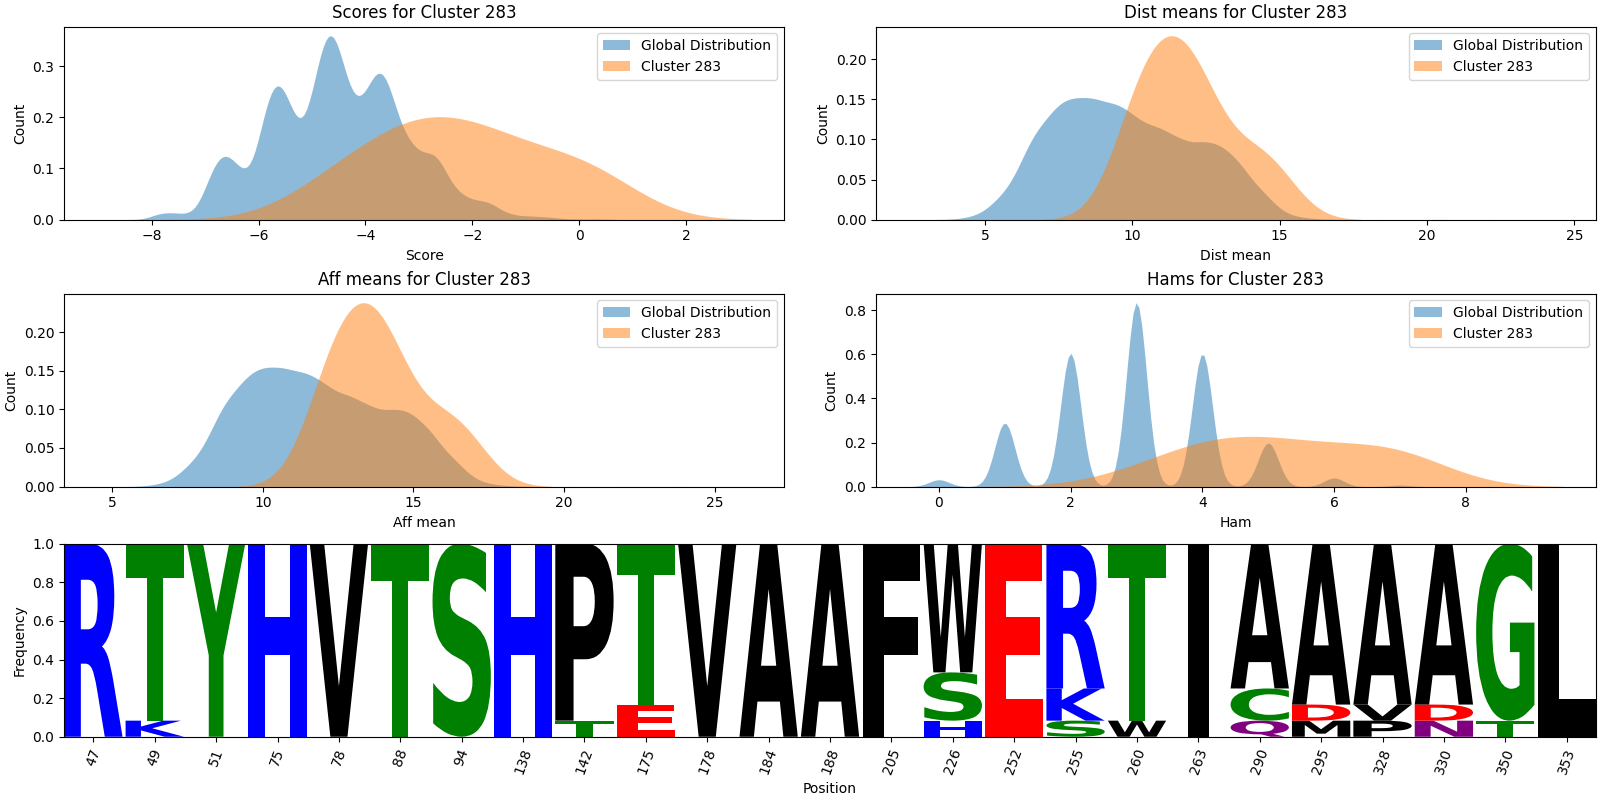 Scores for Cluster 283
Count
0.3
0.2
0.1
0.0
−8
−6
−4
−2
0
2
Score
Global Distribution
Cluster 283
Dist means for Cluster 283
Count
0.20
0.15
0.10
0.05
0.00
5
10
15
20
25
Dist mean
Global Distribution
Cluster 283
Aff means for Cluster 283
Count
0.20
0.15
0.10
0.05
0.00
5
10
15
20
25
Aff mean
Global Distribution
Cluster 283
Hams for Cluster 283
Count
0.8
0.6
0.4
0.2
0.0
0
2
4
6
8
Ham
Global Distribution
Cluster 283
Frequency
1.0
0.8
0.6
0.4
0.2
0.0
R T Y H V T S H P T V A A F W E R T I A A A A G L
K T E S H K S W C Q D M V P D N T
47 49 51 75 78 88 94 138 142 175 178 184 186 205 226 252 253 260 263 290 295 328 330 350 353
Position